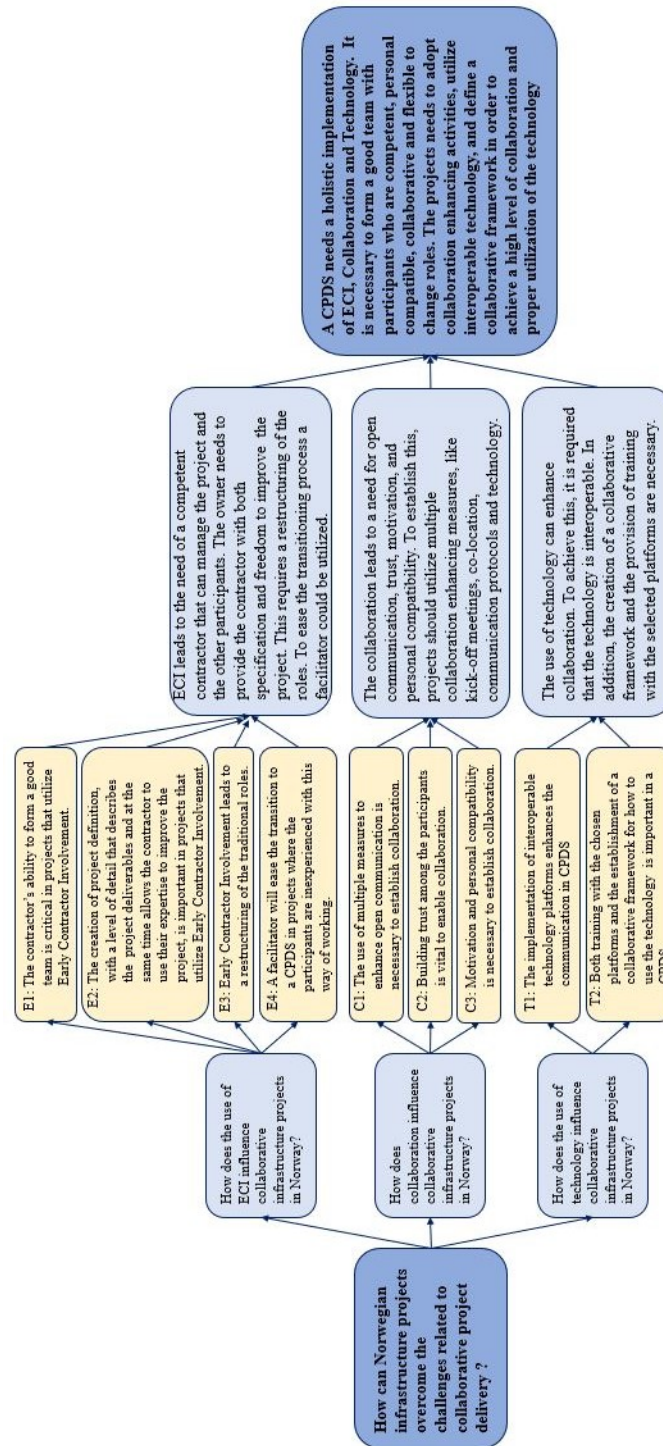 How can Norwegian
infrastructure projects
overcome the
challenges related to
collaborative project
delivery ?
How does the use of
ECI influence
collaborative
infrastructure projects
in Norway?
How does
collaboration influence
collaborative
infrastructure projects
in Norway?
How does the use of
technology influence
collaborative
infrastructure projects
in Norway?
E1: The contractor's ability to form a good
team is critical in projects that utilize
Early Contractor Involvement.
E2: The creation of project definition,
with a level of detail that describes
the project deliverables and at the
same time allows the contractor to
use their expertise to improve the
project, is important in projects that
utilize Early Contractor Involvement.
E3: Early Contractor Involvement leads to
a restructuring of the traditional roles.
E4: A facilitator will ease the transition to
a CPDS in projects where the
participants are inexperienced with this
way of working.
C1: The use of multiple measures to
enhance open communication is
necessary to establish collaboration.
C2: Building trust among the participants
is vital to enable collaboration.
C3: Motivation and personal compatibility
is necessary to establish collaboration.
T1: The implementation of interoperable
technology platforms enhances the
communication in CPDS
T2: Both training with the chosen
platforms and the establishment of a
collaborative framework for how to
use the technology is important in a
CPDS
ECI leads to the need of a competent
contractor that can manage the project and
the other participants. The owner needs to
provide the contractor with both
specification and freedom to improve the
project. This requires a restructuring of the
roles. To ease the transitioning process a
facilitator could be utilized.
The collaboration leads to a need for open
communication, trust, motivation, and
personal compatibility. To establish this,
projects should utilize multiple
collaboration enhancing measures, like
kick-off meetings, co-location,
communication protocols and technology.
The use of technology can enhance
collaboration. To achieve this, it is required
that the technology is interoperable. In
addition, the creation of a collaborative
framework and the provision of training
with the selected platforms are necessary.
A CPDS needs a holistic implementation
of ECI, Collaboration and Technology. It
is necessary to form a good team with
participants who are competent, personal
compatible, collaborative and flexible to
change roles. The projects needs to adopt
collaboration enhancing activities, utilize
interoperable technology, and define a
collaborative framework in order to
achieve a high level of collaboration and
proper utilization of the technology